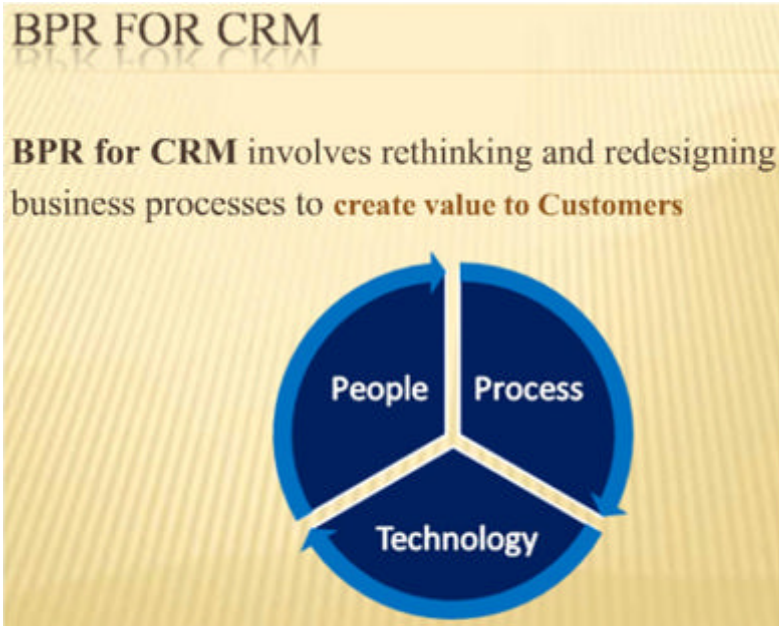 BPR FOR CRM
BPR for CRM involves rethinking and redesigning
business processes to create value to Customers
People Process
Technology